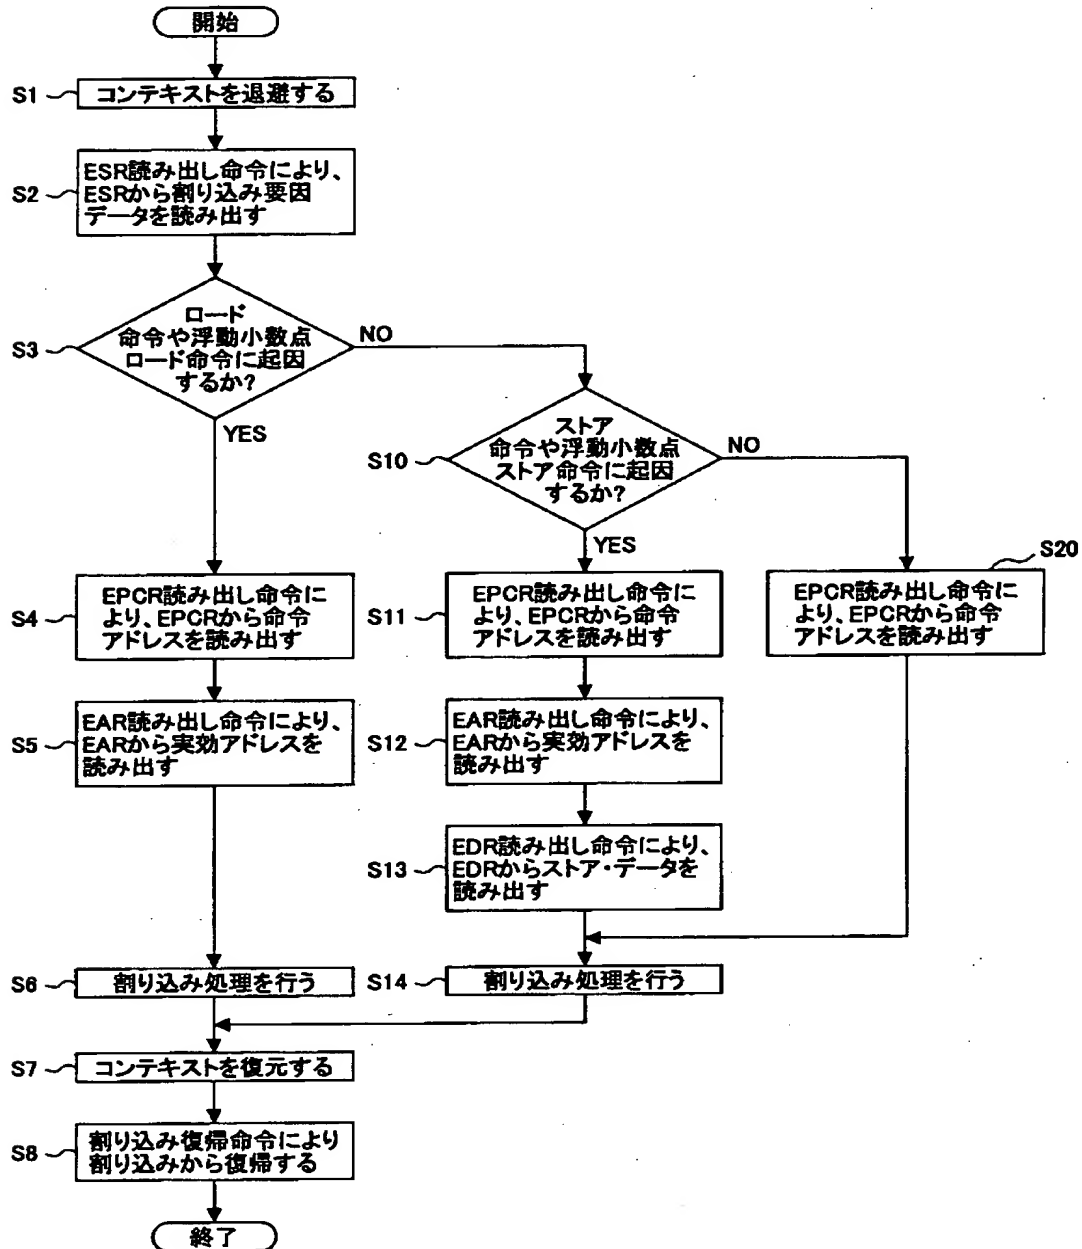 開始
S1
コンテキストを退避する
S2
ESR読み出し命令により、
ESRから割り込み要因
データを読み出す
S3
ロード
命令や浮動小数点
ロード命令に起因
するか?
NO
YES
S10
ストア
命令や浮動小数点
ストア命令に起因
するか?
NO
YES
S4
EPCR読み出し命令に
より、EPCRから命令
アドレスを読み出す
S11
EPCR読み出し命令に
より、EPCRから命令
アドレスを読み出す
S20
EPCR読み出し命令に
より、EPCRから命令
アドレスを読み出す
S5
EAR読み出し命令により、
EARから実効アドレスを
読み出す
S12
EAR読み出し命令により、
EARから実効アドレスを
読み出す
S13
EDR読み出し命令により、
EDRからストア・データを
読み出す
S6
割り込み処理を行う
S14
割り込み処理を行う
S7
コンテキストを復元する
S8
割り込み復帰命令により
割り込みから復帰する
終了